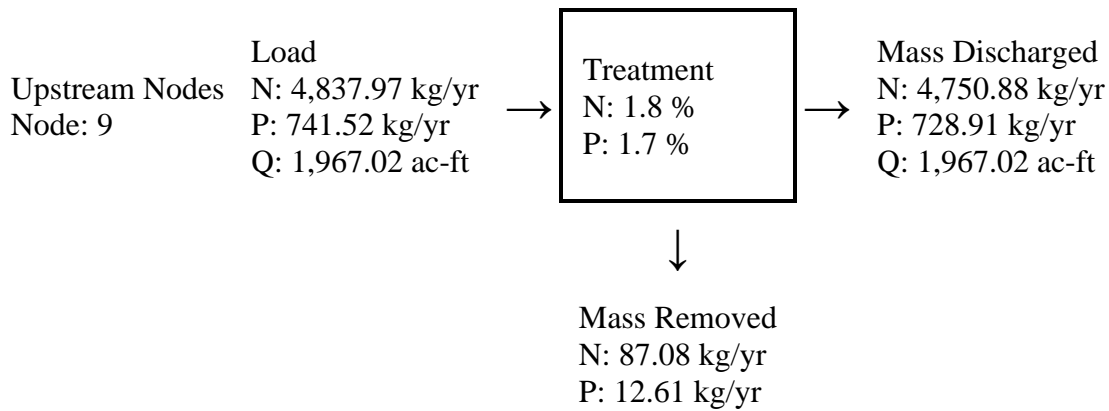 Upstream Nodes
Node: 9
Load
N: 4,837.97 kg/yr
P: 741.52 kg/yr
Q: 1,967.02 ac-ft
→
Treatment
N: 1.8 %
P: 1.7 %
→
Mass Discharged
N: 4,750.88 kg/yr
P: 728.91 kg/yr
Q: 1,967.02 ac-ft
↓
Mass Removed
N: 87.08 kg/yr
P: 12.61 kg/yr